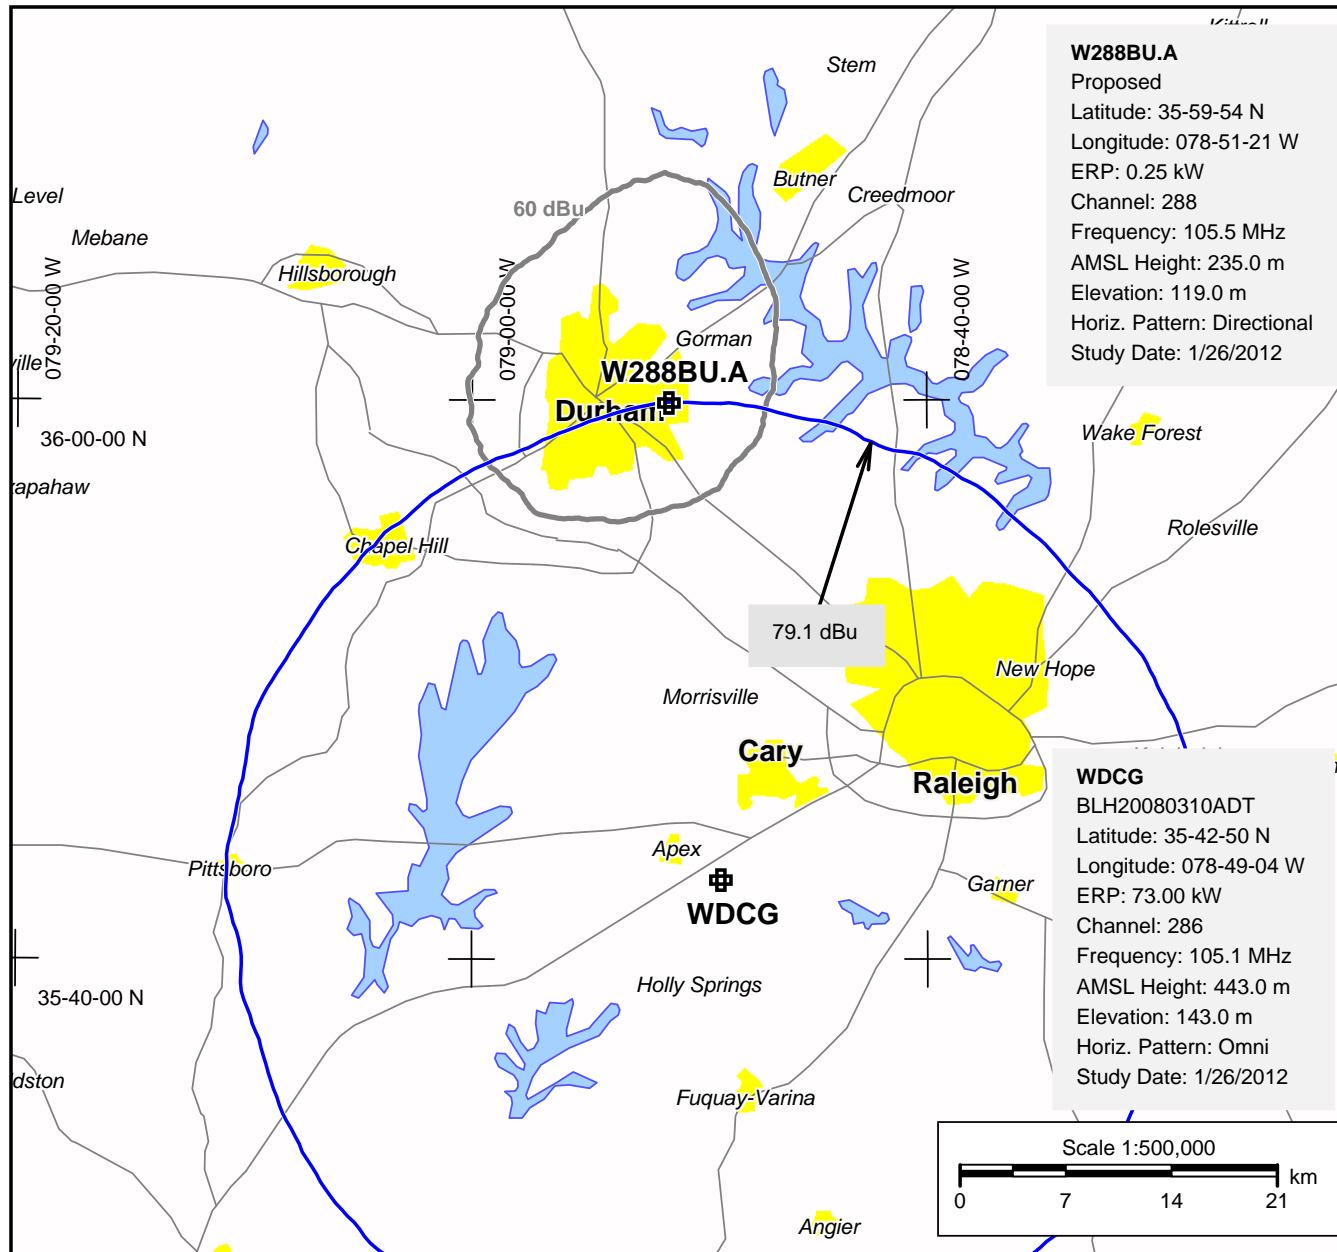 Stem
W288BU.A
Proposed
Latitude: 35-59-54 N
Longitude: 078-51-21 W
ERP: 0.25 kW
Channel: 288
Frequency: 105.5 MHz
AMSL Height: 235.0 m
Elevation: 119.0 m
Horiz. Pattern: Directional
Study Date: 1/26/2012
Butner
Creedmoor
Level
60 dBu
Mebane
Hillsborough
079-20-00 W
079-00-00 W
078-40-00 W
Gorman
ville
W288BU.A
Durham
36-00-00 N
Wake Forest
apahaw
Rolesville
Chapel Hill
79.1 dBu
New Hope
Morrisville
Cary
Raleigh
WDCG
BLH20080310ADT
Latitude: 35-42-50 N
Longitude: 078-49-04 W
ERP: 73.00 kW
Channel: 286
Frequency: 105.1 MHz
AMSL Height: 443.0 m
Elevation: 143.0 m
Horiz. Pattern: Omni
Study Date: 1/26/2012
Apex
Pittsboro
Garner
WDCG
Holly Springs
35-40-00 N
dston
Fuquay-Varina
Scale 1:500,000
km
0 7 14 21
Angier